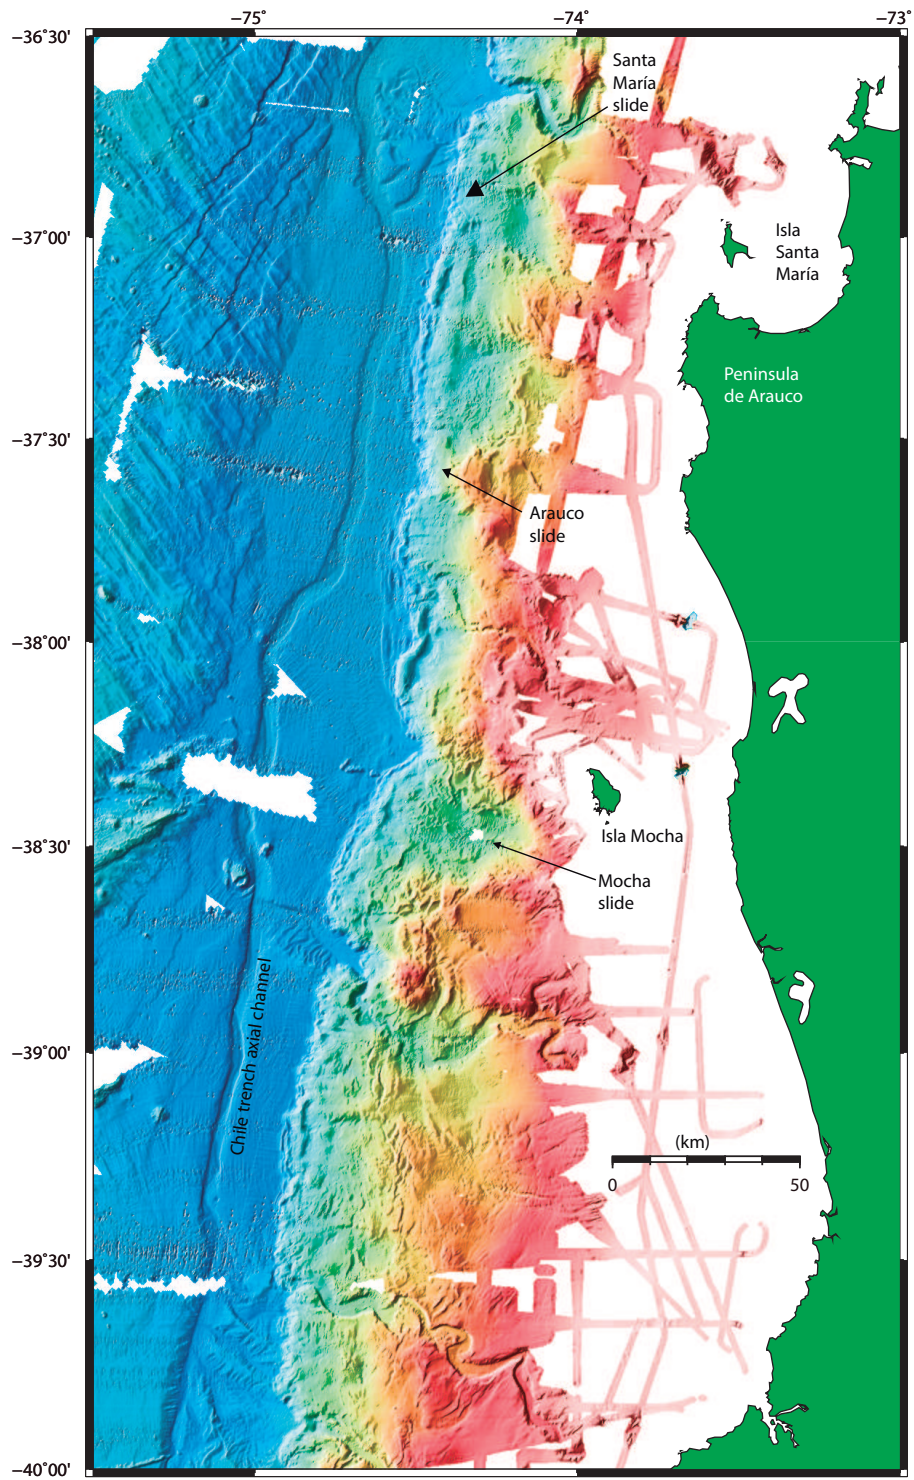 −75˚
−74˚
−73˚
−36˚30'
−37˚00'
−37˚30'
−38˚00'
−38˚30'
−39˚00'
−39˚30'
−40˚00'
Santa
María
slide
Isla
Santa
María
Peninsula
de Arauco
Arauco
slide
Isla Mocha
Mocha
slide
Chile trench axial channel
(km)
0
50